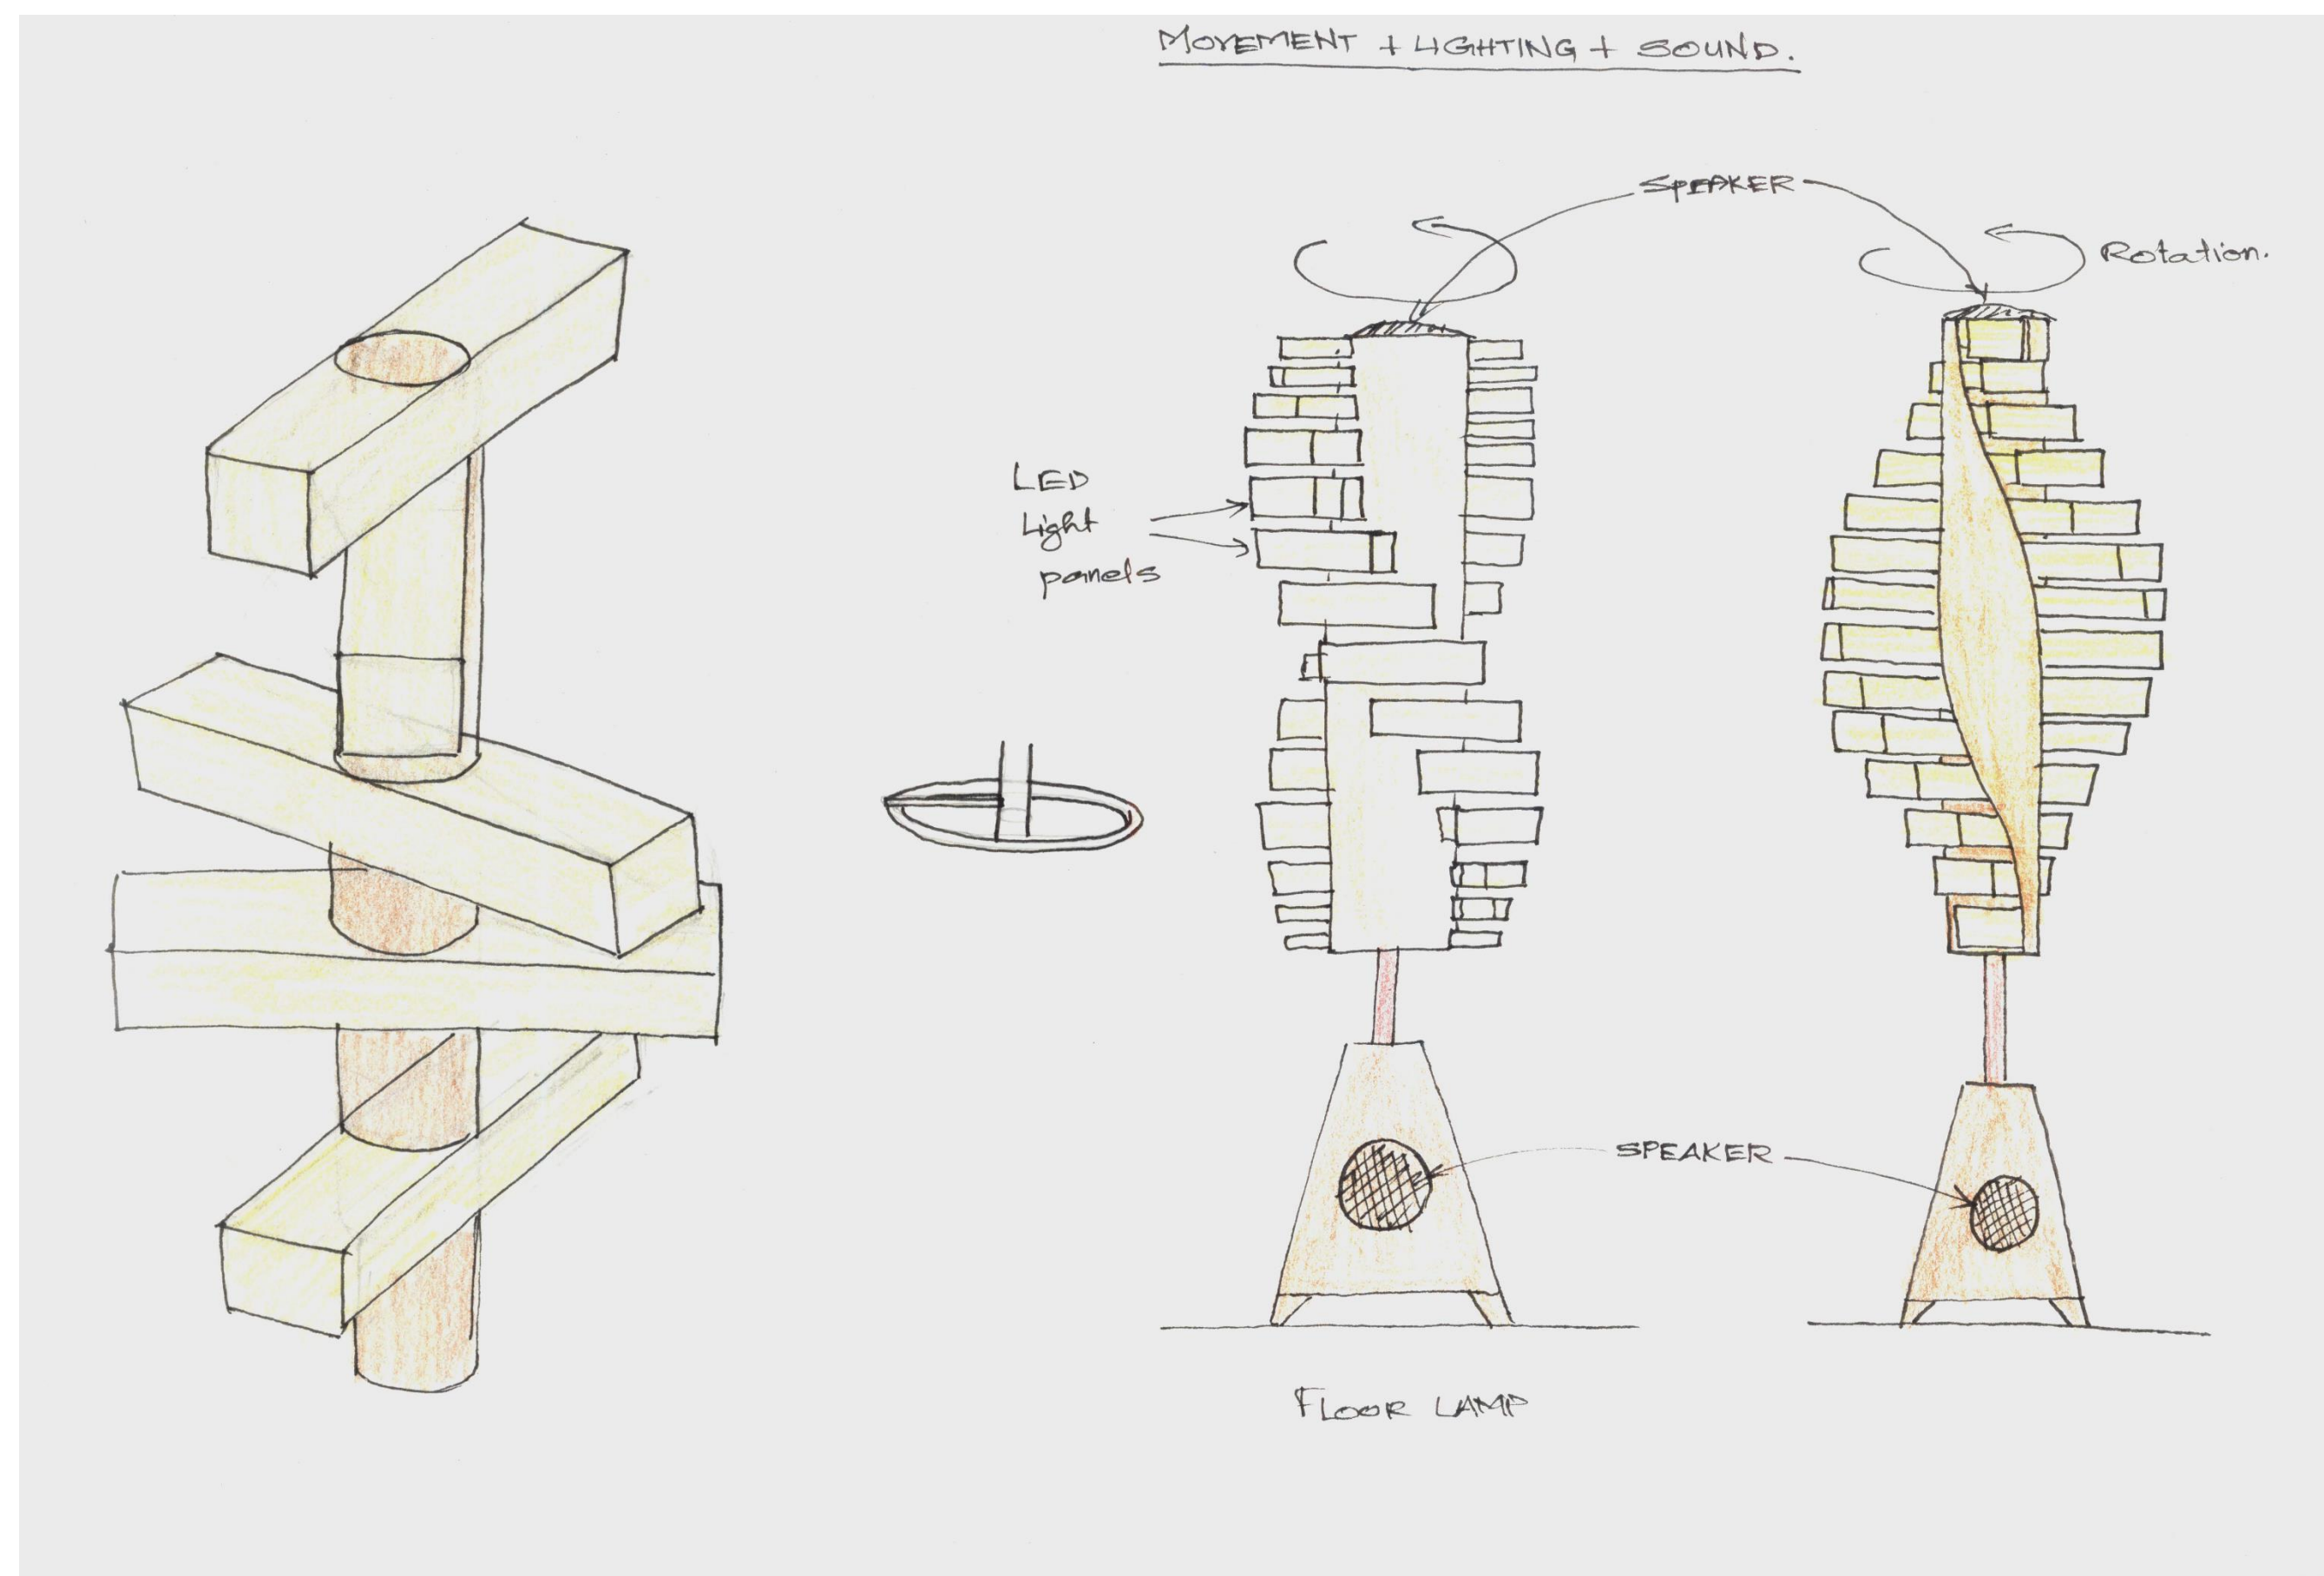 MOVEMENT + LIGHTING + SOUND.
SPEAKER
Rotation.
LED
Light
panels
SPEAKER
FLOOR LAMP